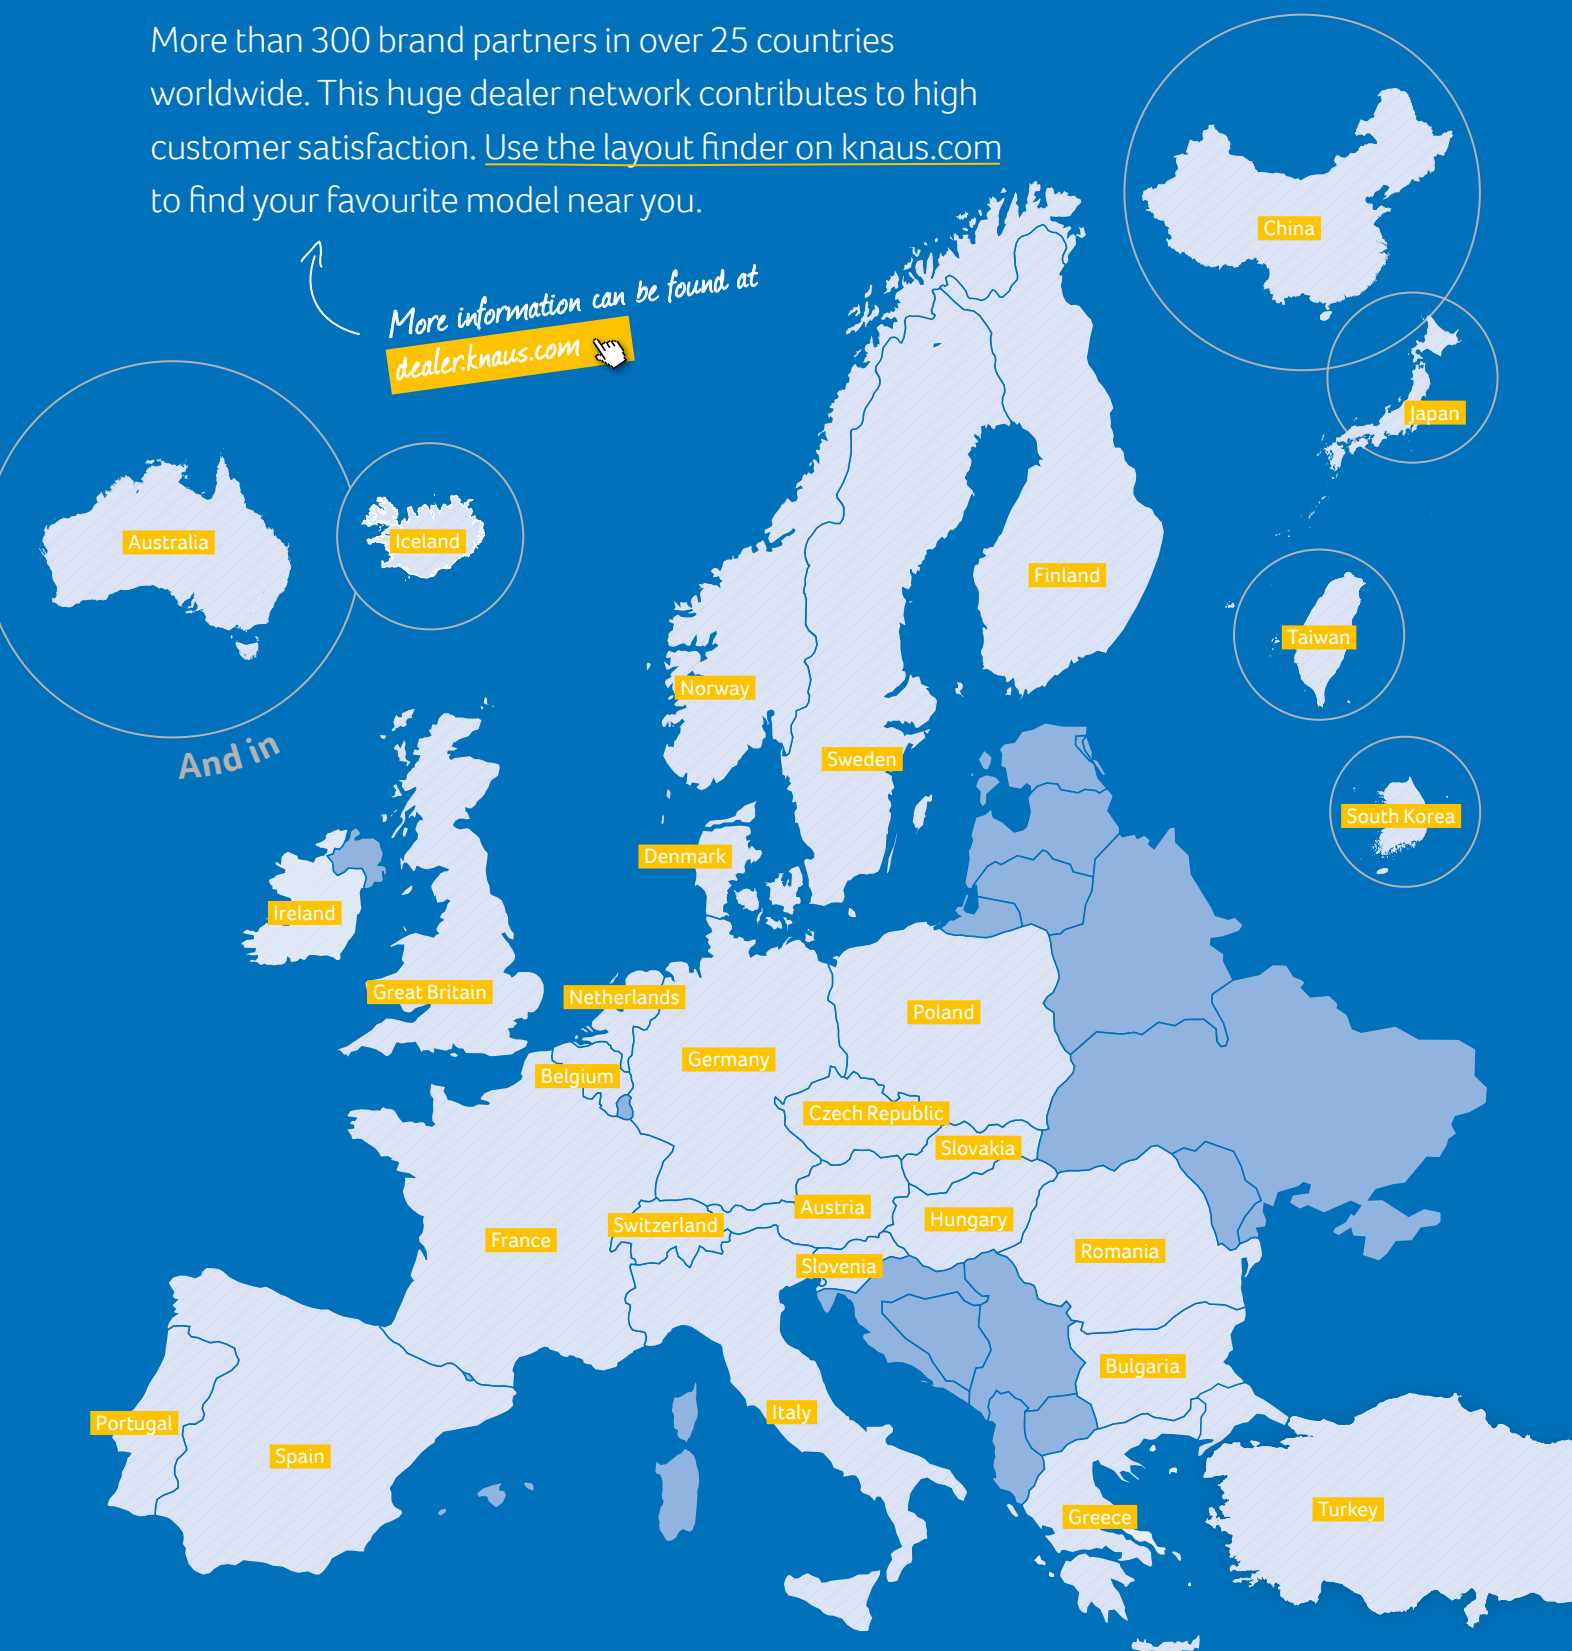 More than 300 brand partners in over 25 countries
worldwide. This huge dealer network contributes to high
customer satisfaction. Use the layout finder on knaus.com
to find your favourite model near you.
More information can be found at
dealer.knaus.com
China
Japan
Australia
Iceland
Finland
Taiwan
Norway
And in
Sweden
South Korea
Denmark
Ireland
Great Britain
Netherlands
Poland
Germany
Belgium
Czech Republic
Slovakia
Austria
Hungary
Switzerland
France
Romania
Slovenia
Bulgaria
Italy
Portugal
Spain
Turkey
Greece